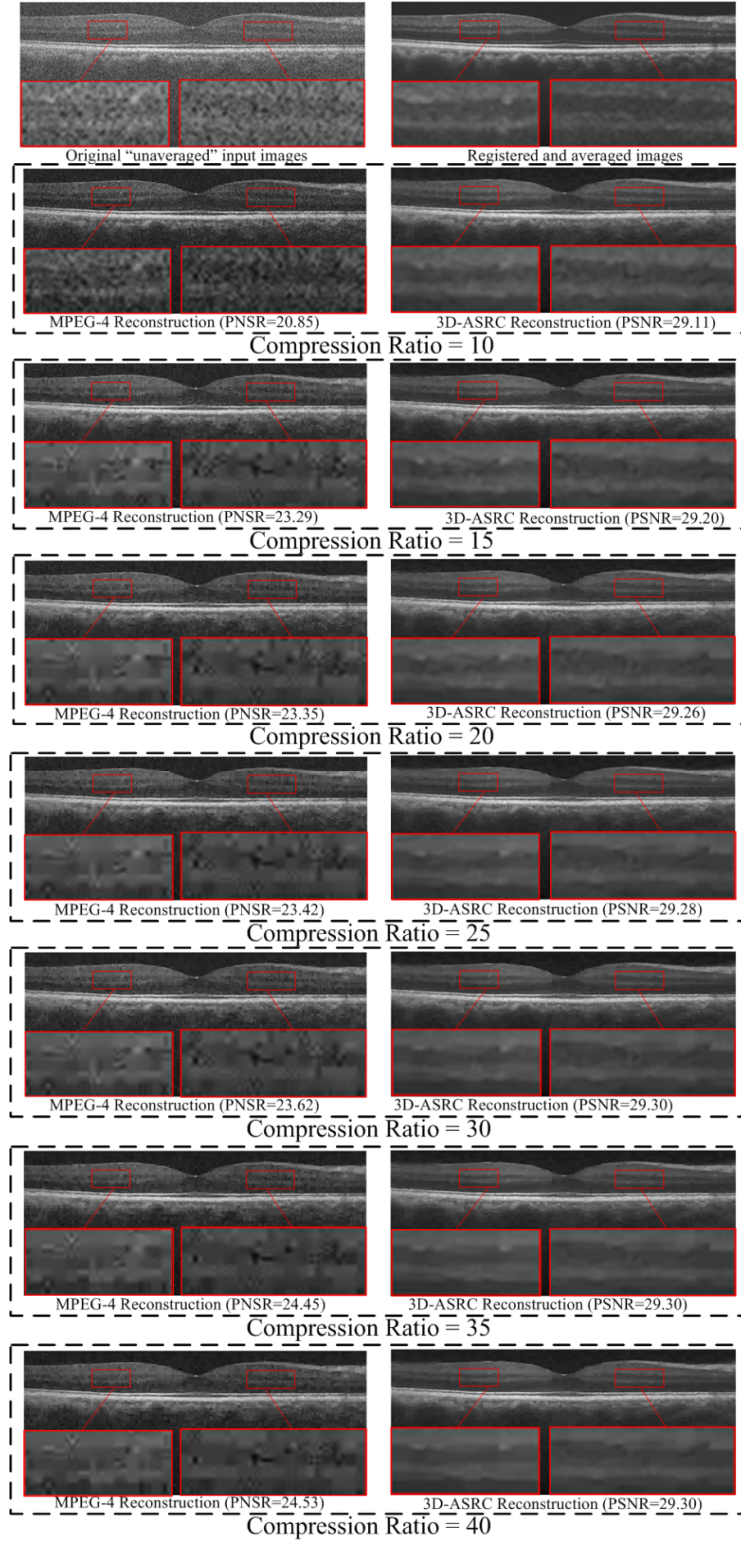 Original “unaveraged” input images
Registered and averaged images
MPEG-4 Reconstruction (PNSR=20.85)
3D-ASRC Reconstruction (PSNR=29.11)
Compression Ratio = 10
MPEG-4 Reconstruction (PNSR=23.29)
3D-ASRC Reconstruction (PSNR=29.20)
Compression Ratio = 15
MPEG-4 Reconstruction (PNSR=23.35)
3D-ASRC Reconstruction (PSNR=29.26)
Compression Ratio = 20
MPEG-4 Reconstruction (PNSR=23.42)
3D-ASRC Reconstruction (PSNR=29.28)
Compression Ratio = 25
MPEG-4 Reconstruction (PNSR=23.62)
3D-ASRC Reconstruction (PSNR=29.30)
Compression Ratio = 30
MPEG-4 Reconstruction (PNSR=24.45)
3D-ASRC Reconstruction (PSNR=29.30)
Compression Ratio = 35
MPEG-4 Reconstruction (PNSR=24.53)
3D-ASRC Reconstruction (PSNR=29.30)
Compression Ratio = 40